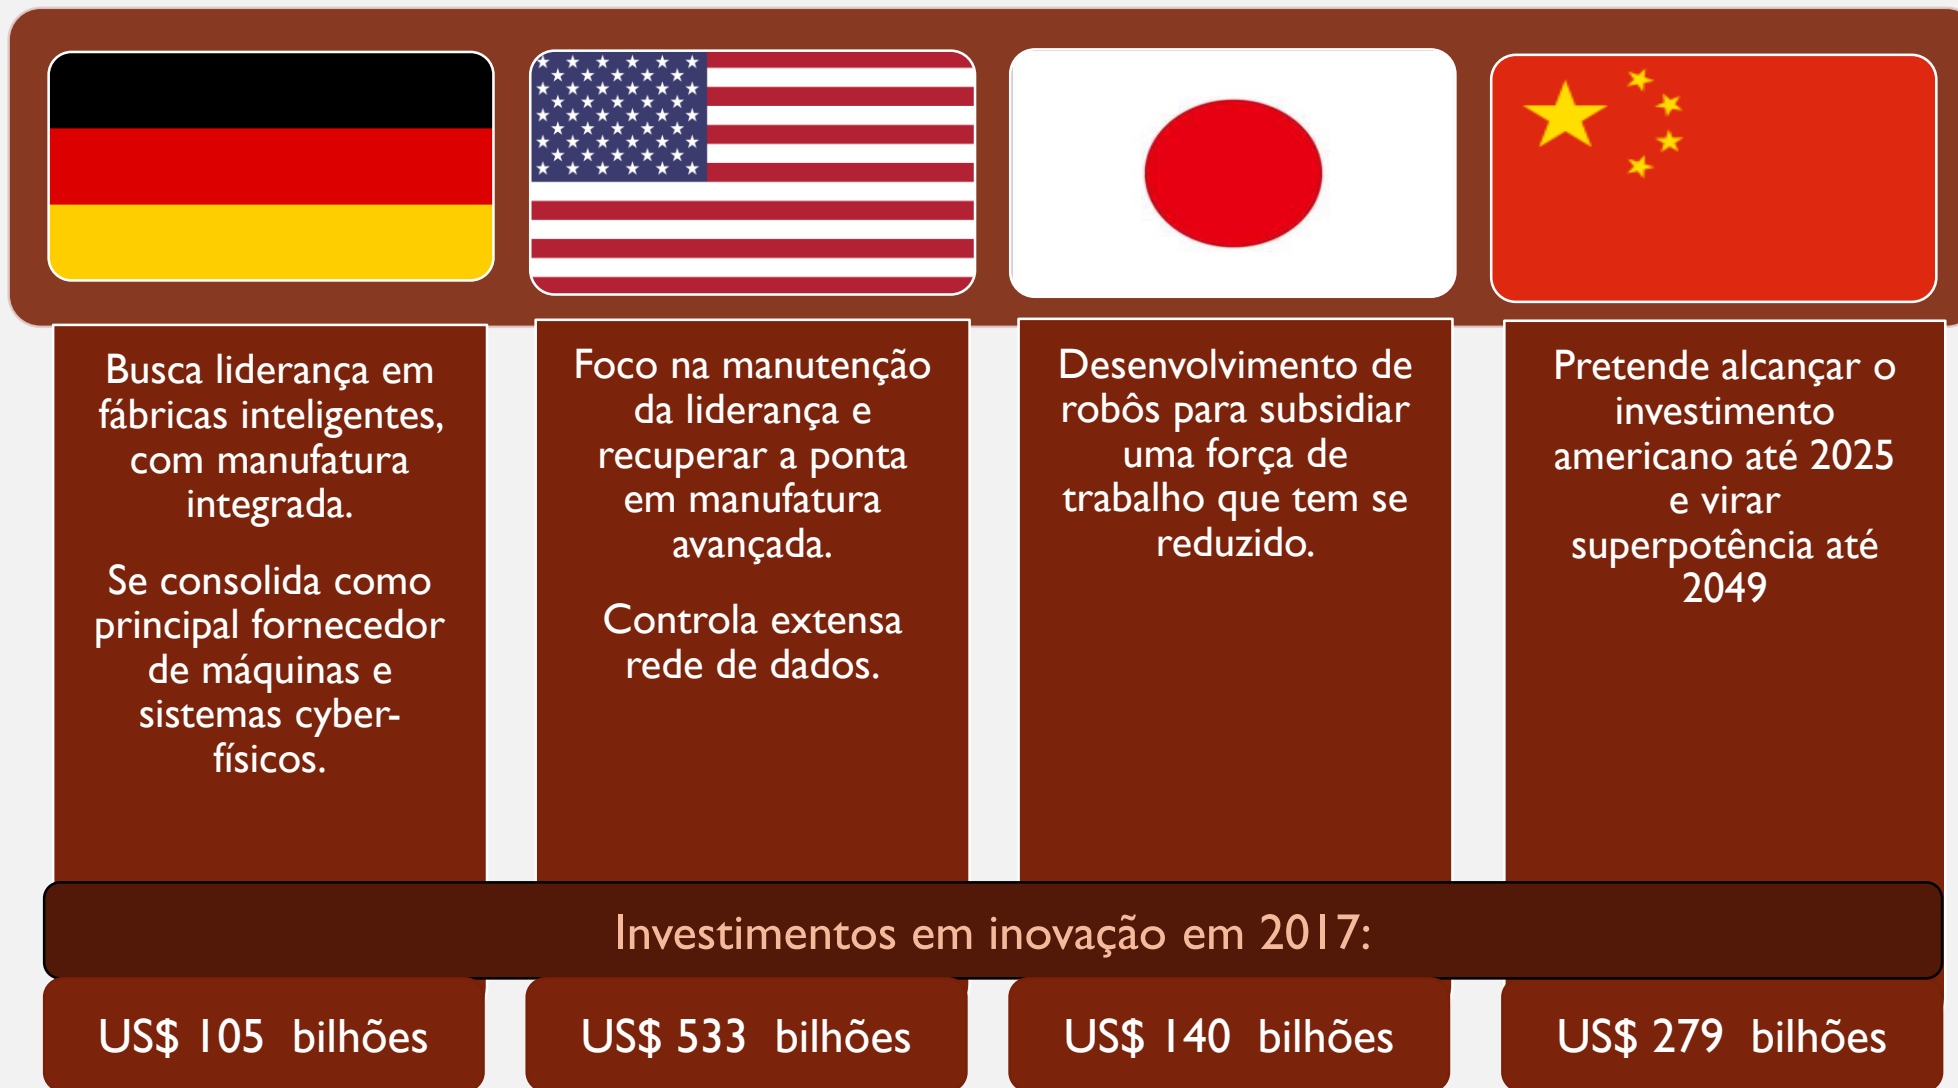 Busca liderança em
fábricas inteligentes,
com manufatura
integrada.
Se consolida como
principal fornecedor
de máquinas e
sistemas cyber-
físicos.
Foco na manutenção
da liderança e
recuperar a ponta
em manufatura
avançada.
Controla extensa
rede de dados.
Desenvolvimento de
robôs para subsidiar
uma força de
trabalho que tem se
reduzido.
Pretende alcançar o
investimento
americano até 2025
e virar
superpotência até
2049
Investimentos em inovação em 2017:
US$ 105 bilhões
US$ 533 bilhões
US$ 140 bilhões
US$ 279 bilhões